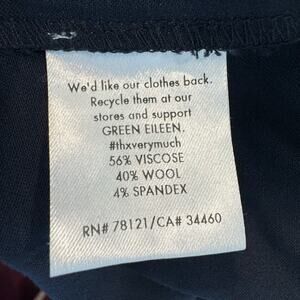 We'd like our clothes back.
Recycle them at our
stores and support
GREEN EILEEN.
#thxverymuch
56% VISCOSE
40% WOOL
4% SPANDEX
RN# 78121/CA# 34460